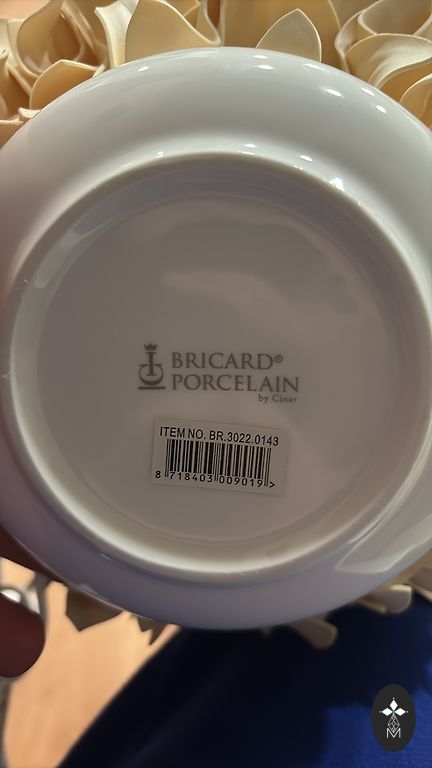 BRICARD®
PORCELAIN
by Cinar
ITEM NO. BR.3022.0143
8 718403 009019 >
M